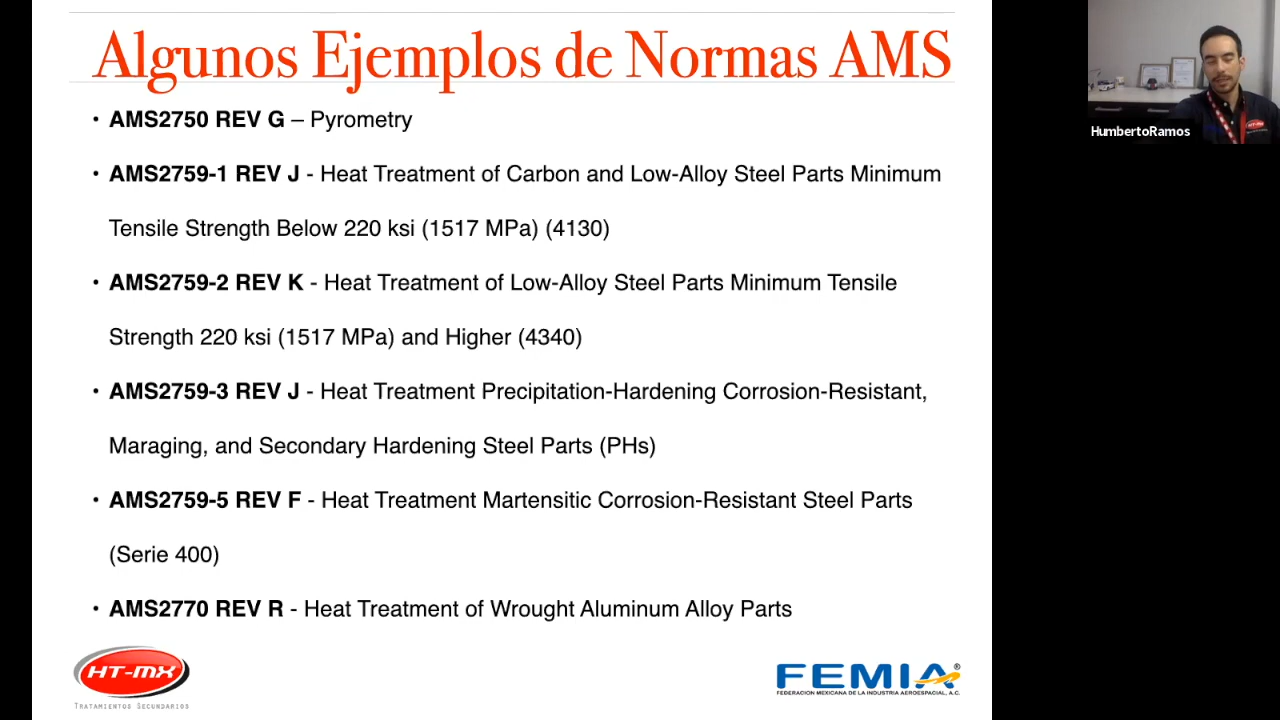 Algunos Ejemplos de Normas AMS
• AMS2750 REV G – Pyrometry
• AMS2759-1 REV J - Heat Treatment of Carbon and Low-Alloy Steel Parts Minimum
Tensile Strength Below 220 ksi (1517 MPa) (4130)
• AMS2759-2 REV K - Heat Treatment of Low-Alloy Steel Parts Minimum Tensile
Strength 220 ksi (1517 MPa) and Higher (4340)
• AMS2759-3 REV J - Heat Treatment Precipitation-Hardening Corrosion-Resistant,
Maraging, and Secondary Hardening Steel Parts (PHs)
• AMS2759-5 REV F - Heat Treatment Martensitic Corrosion-Resistant Steel Parts
(Serie 400)
• AMS2770 REV R - Heat Treatment of Wrought Aluminum Alloy Parts
HT-MX
TRATAMIENTOS SECUNDARIOS
FEMIA®
FEDERACIÓN MEXICANA DE LA INDUSTRIA AEROESPACIAL, A.C.
HumbertoRamos
HT-MX